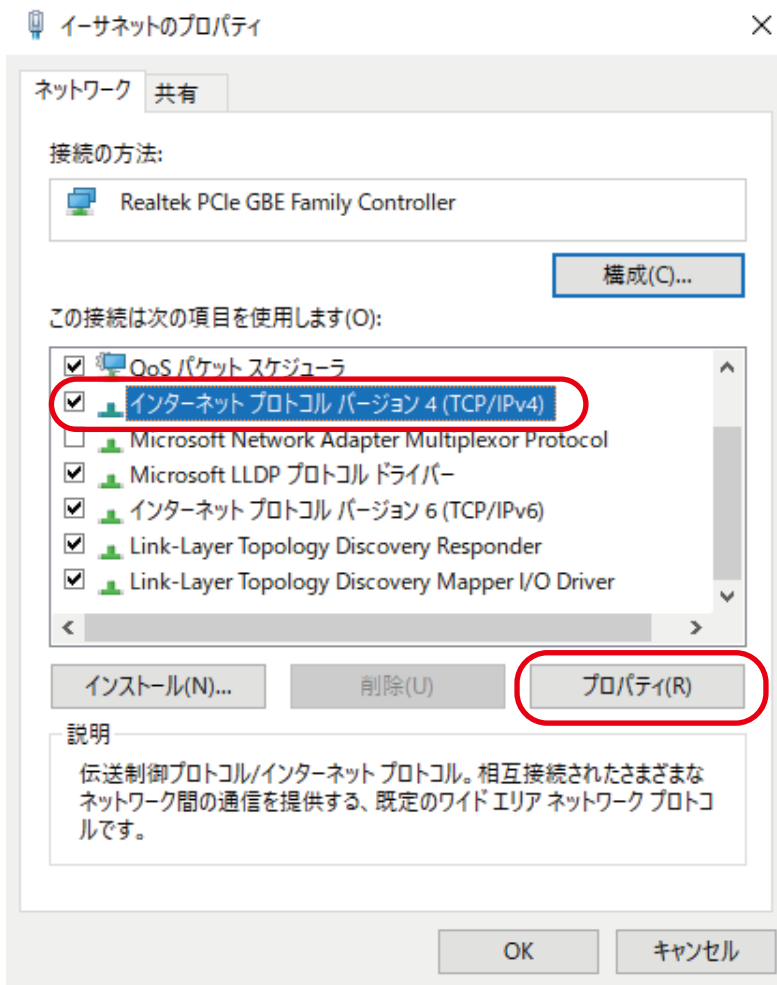 イーサネットのプロパティ
ネットワーク
共有
接続の方法:
Realtek PCIe GBE Family Controller
構成(C)...
この接続は次の項目を使用します(O):
QoS パケット スケジューラ
インターネット プロトコル バージョン 4 (TCP/IPv4)
Microsoft Network Adapter Multiplexor Protocol
Microsoft LLDP プロトコル ドライバー
インターネット プロトコル バージョン 6 (TCP/IPv6)
Link-Layer Topology Discovery Responder
Link-Layer Topology Discovery Mapper I/O Driver
インストール(N)...
削除(U)
プロパティ(R)
説明
伝送制御プロトコル/インターネット プロトコル。相互接続されたさまざまな
ネットワーク間の通信を提供する、既定のワイド エリア ネットワーク プロトコ
ルです。
OK
キャンセル